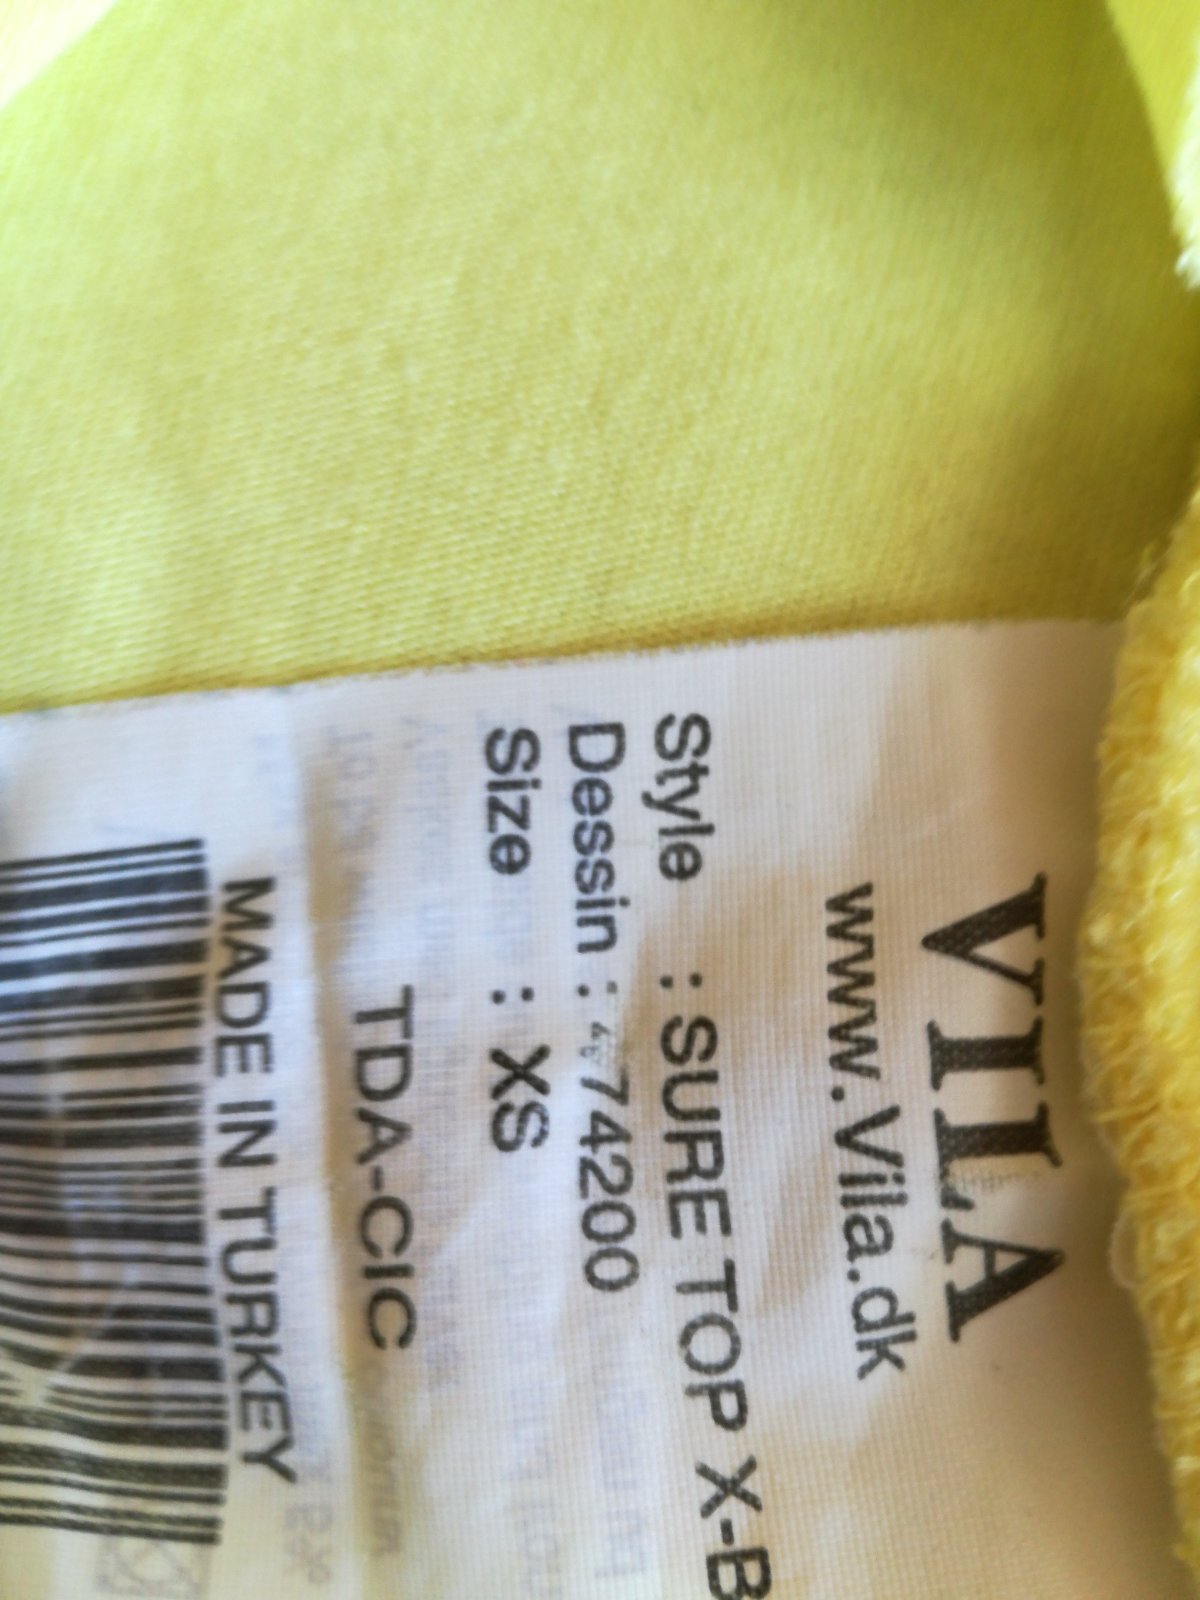 VILA
www.Vila.dk
Style : SURE TOP X-B
Dessin : 74200
Size : XS
TDA-CIC
MADE IN TURKEY